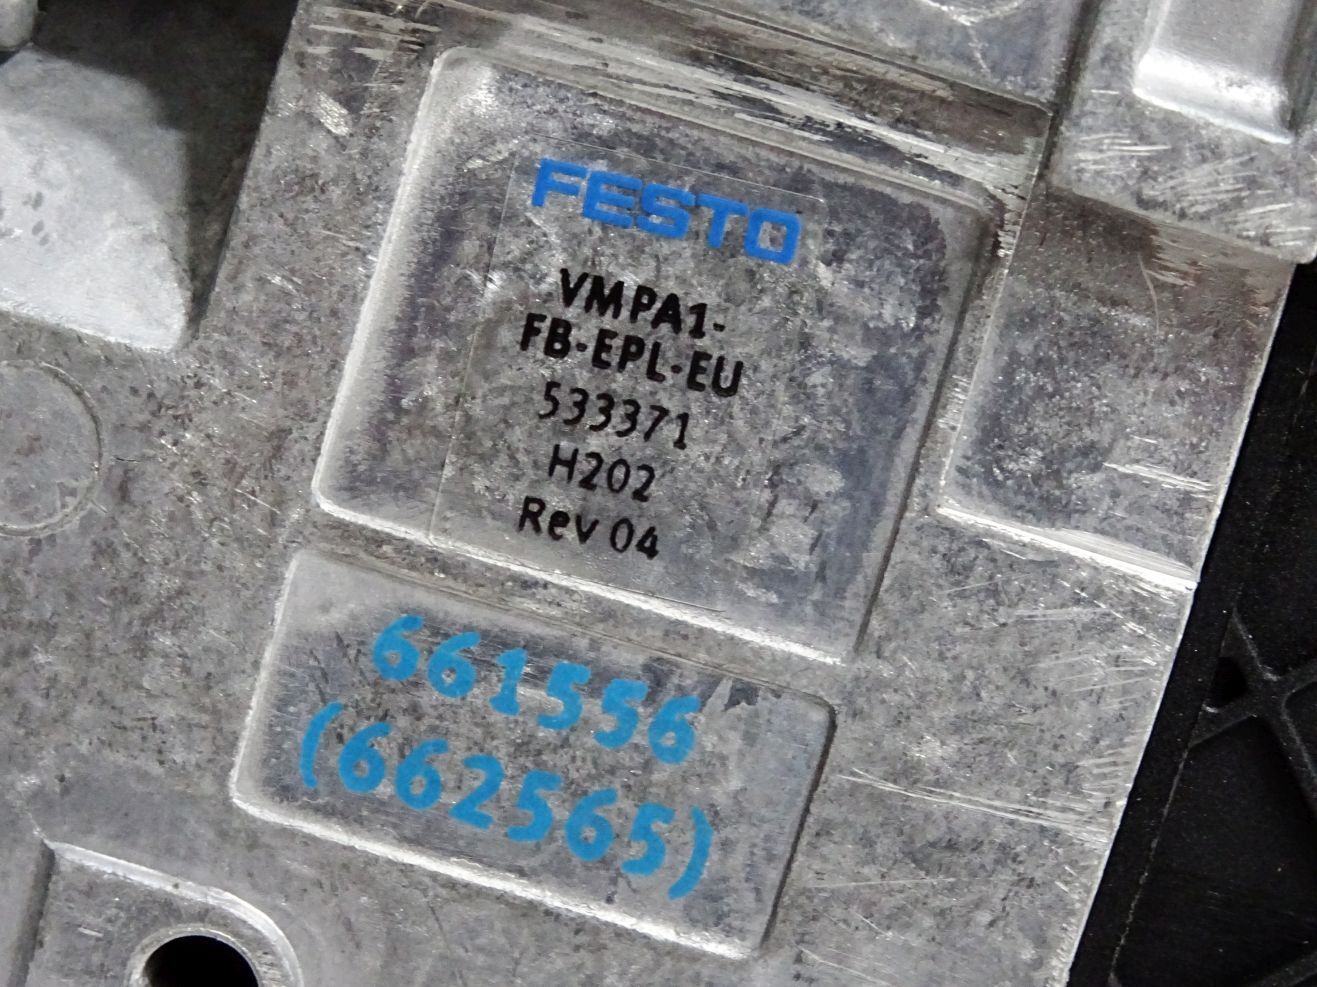 FESTO
VMPA1-
FB-EPL-EU
533371
H202
Rev 04
661556
(662565)